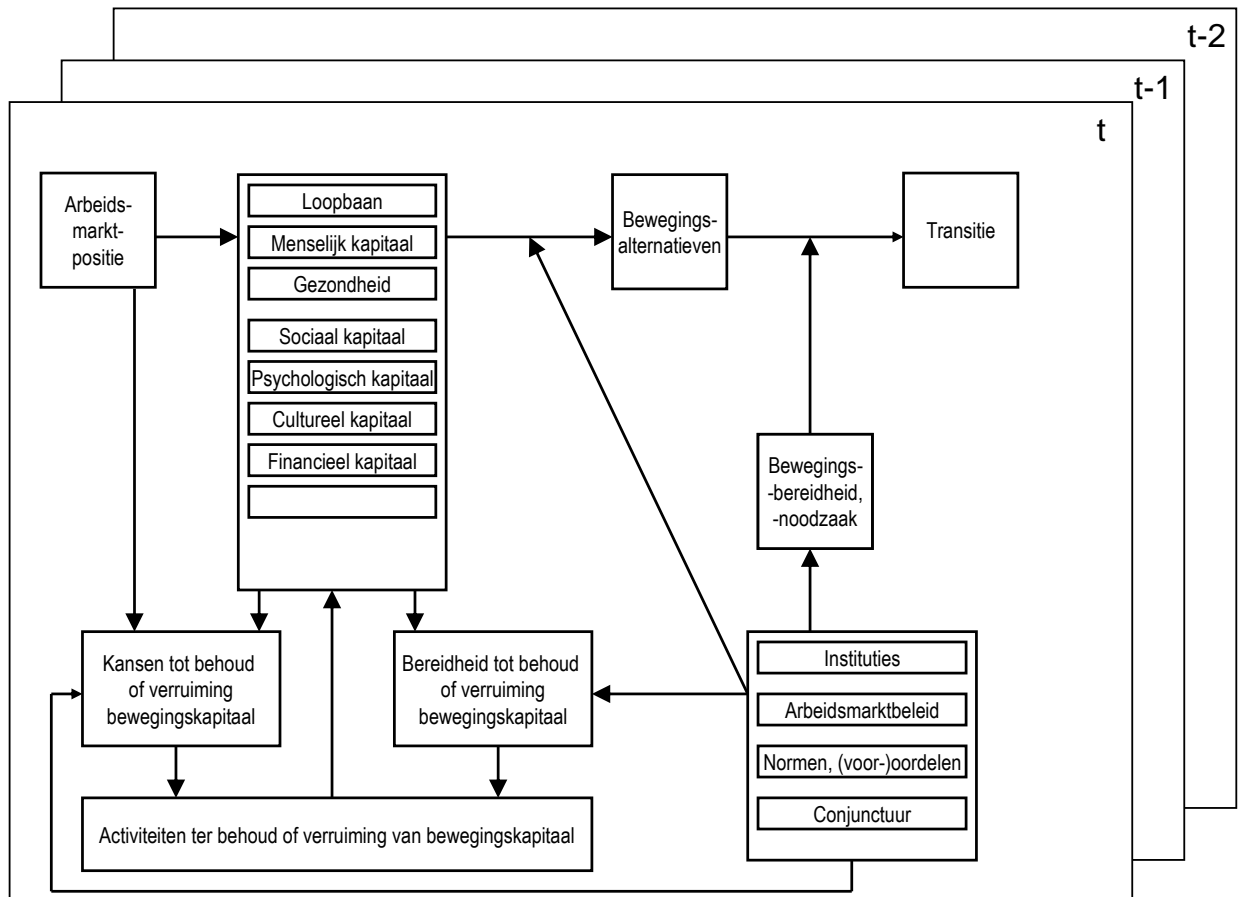 t-2
t-1
t
Arbeids-
markt-
positie
Loopbaan
Menselijk kapitaal
Gezondheid
Sociaal kapitaal
Psychologisch kapitaal
Cultureel kapitaal
Financieel kapitaal
Bewegings-
alternatieven
Transitie
Bewegings-
-bereidheid,
-noodzaak
Kansen tot behoud
of verruiming
bewegingskapitaal
Bereidheid tot behoud
of verruiming
bewegingskapitaal
Instituties
Arbeidsmarktbeleid
Normen, (voor-)oordelen
Conjunctuur
Activiteiten ter behoud of verruiming van bewegingskapitaal